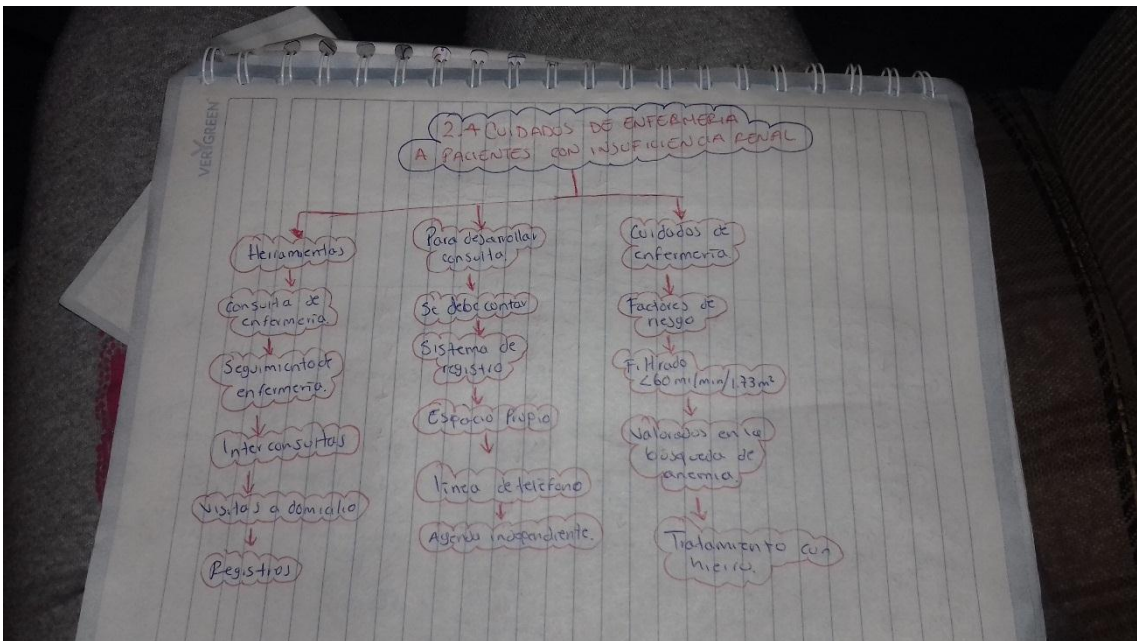 VERYGREEN
2.4 CUIDADOS DE ENFERMERIA
A PACIENTES CON INSUFICIENCIA RENAL
Herramientas
Consulta de
enfermería.
Seguimiento de
enfermería.
Interconsultas
Visitas a domicilio
Registros
Para desarrollar
consulta.
Se debe contar
Sistema de
registro
Espacio Propio
línea de teléfono
Agenda independiente.
Cuidados de
enfermería
Factores de
riesgo
Filtrado
<60 ml/min/1.73m²
Valorados en la
búsqueda de
anemia.
Tratamiento con
hierro.